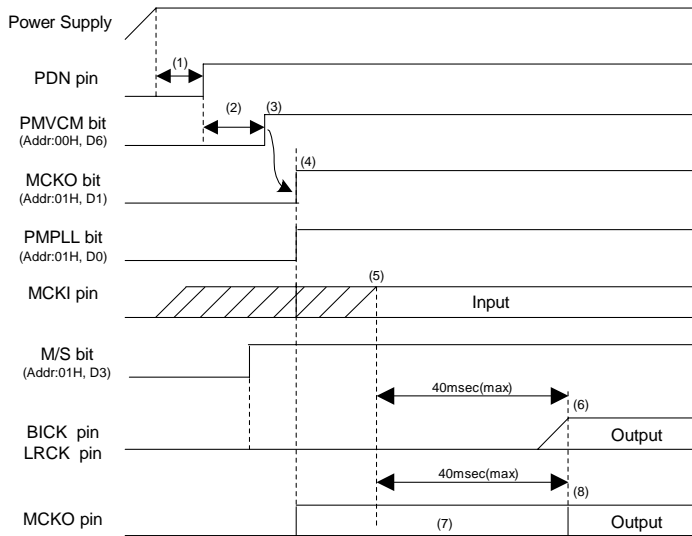 Power Supply
(1)
PDN pin
(2)
(3)
PMVCM bit
(Addr:00H, D6)
(4)
MCKO bit
(Addr:01H, D1)
PMPLL bit
(Addr:01H, D0)
(5)
MCKI pin
Input
M/S bit
(Addr:01H, D3)
40msec(max)
(6)
BICK pin
Output
LRCK pin
40msec(max)
(8)
MCKO pin
(7)
Output